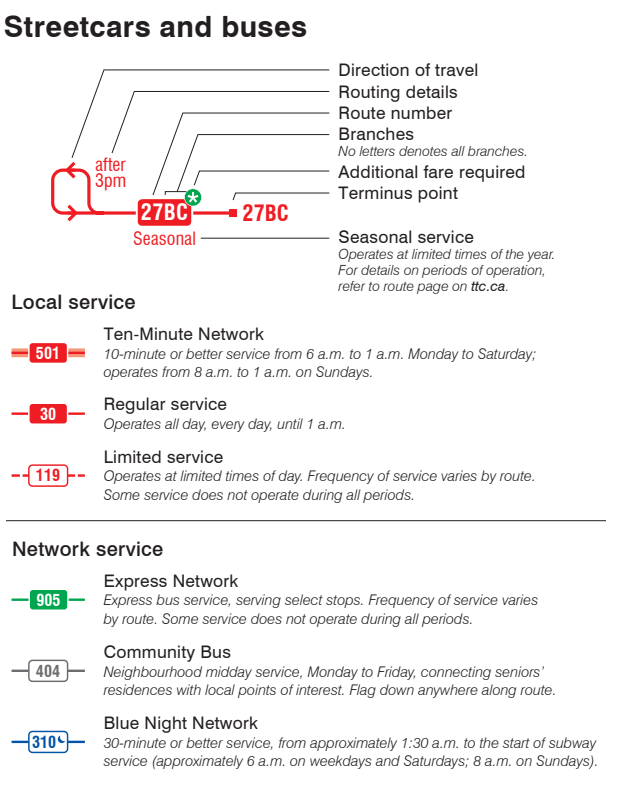 Streetcars and buses
Direction of travel
Routing details
Route number
Branches
No letters denotes all branches.
Additional fare required
Terminus point
after
3pm
27BC
*
27BC
Seasonal
Seasonal service
Operates at limited times of the year.
For details on periods of operation,
refer to route page on ttc.ca.
Local service
501
Ten-Minute Network
10-minute or better service from 6 a.m. to 1 a.m. Monday to Saturday;
operates from 8 a.m. to 1 a.m. on Sundays.
30
Regular service
Operates all day, every day, until 1 a.m.
119
Limited service
Operates at limited times of day. Frequency of service varies by route.
Some service does not operate during all periods.
Network service
905
Express Network
Express bus service, serving select stops. Frequency of service varies
by route. Some service does not operate during all periods.
404
Community Bus
Neighbourhood midday service, Monday to Friday, connecting seniors’
residences with local points of interest. Flag down anywhere along route.
310
Blue Night Network
30-minute or better service, from approximately 1:30 a.m. to the start of subway
service (approximately 6 a.m. on weekdays and Saturdays; 8 a.m. on Sundays).